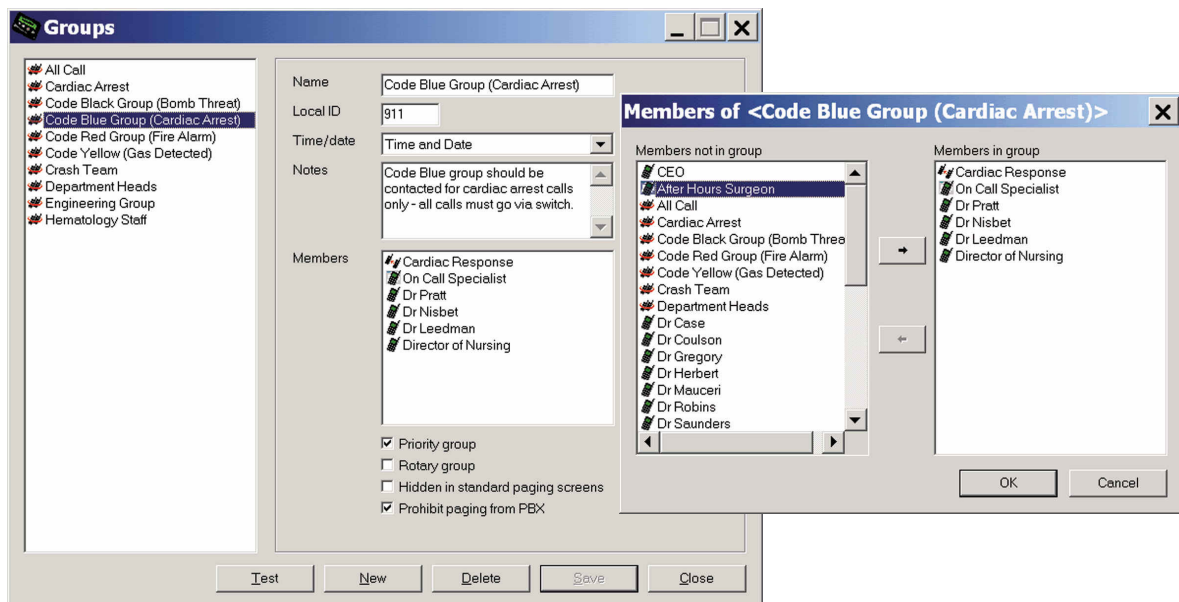 Groups
All Call
Cardiac Arrest
Code Black Group (Bomb Threat)
Code Blue Group (Cardiac Arrest)
Code Red Group (Fire Alarm)
Code Yellow (Gas Detected)
Crash Team
Department Heads
Engineering Group
Hematology Staff
Name
Code Blue Group (Cardiac Arrest)
Local ID
911
Time/date
Time and Date
Notes
Code Blue group should be
contacted for cardiac arrest calls
only - all calls must go via switch.
Members
Cardiac Response
On Call Specialist
Dr Pratt
Dr Nisbet
Dr Leedman
Director of Nursing
Priority group
Rotary group
Hidden in standard paging screens
Prohibit paging from PBX
Test
New
Delete
Save
Close
Members of <Code Blue Group (Cardiac Arrest)>
Members not in group
CEO
After Hours Surgeon
All Call
Cardiac Arrest
Code Black Group (Bomb Threa
Code Red Group (Fire Alarm)
Code Yellow (Gas Detected)
Crash Team
Department Heads
Dr Case
Dr Coulson
Dr Gregory
Dr Herbert
Dr Mauceri
Dr Robins
Dr Saunders
Members in group
Cardiac Response
On Call Specialist
Dr Pratt
Dr Nisbet
Dr Leedman
Director of Nursing
OK
Cancel